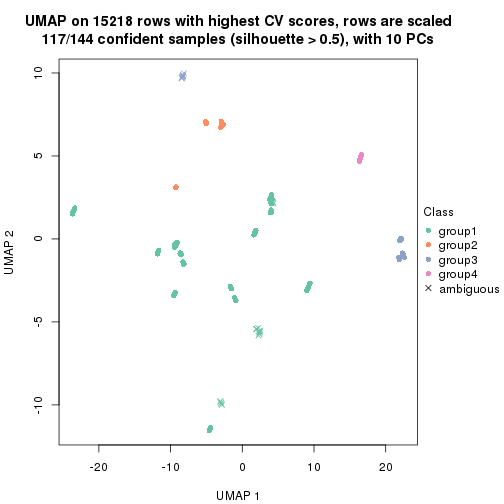 UMAP on 15218 rows with highest CV scores, rows are scaled
117/144 confident samples (silhouette > 0.5), with 10 PCs
10
5
0
-5
-10
UMAP 2
-20
-10
0
10
20
UMAP 1
Class
group1
group2
group3
group4
ambiguous